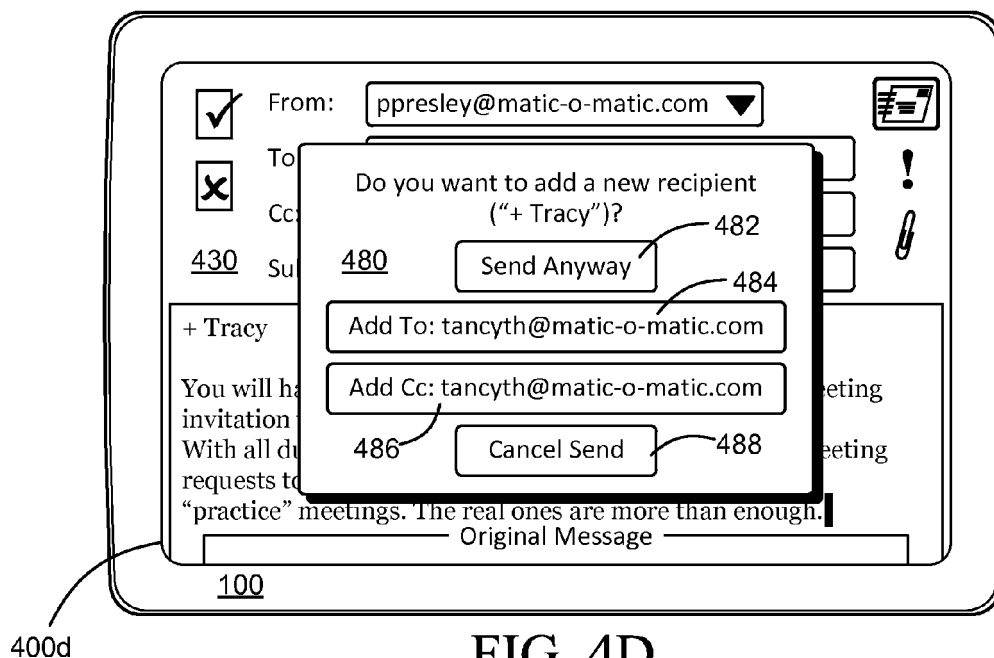 From: ppresley@matic-o-matic.com
To
Cc:
Su
430
480
Do you want to add a new recipient
(“+ Tracy”)?
482
Send Anyway
484
Add To: tancyth@matic-o-matic.com
Add Cc: tancyth@matic-o-matic.com
486
Cancel Send
488
+ Tracy
You will ha eeting
invitation
With all du eeting
requests to
“practice” meetings. The real ones are more than enough.
Original Message
100
400d
FIG. 4D